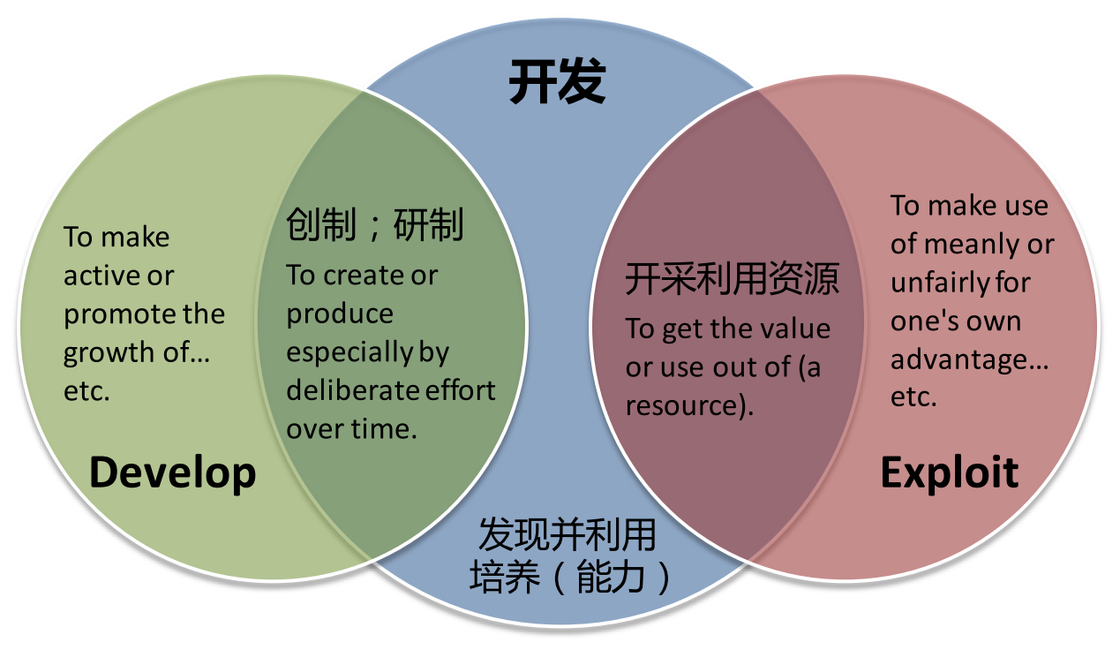 开发
To make
active or
promote the
growth of...
etc.
Develop
创制；研制
To create or
produce
especially by
deliberate effort
over time.
开采利用资源
To get the value
or use out of (a
resource).
To make use
of meanly or
unfairly for
one's own
advantage...
etc.
Exploit
发现并利用
培养（能力）